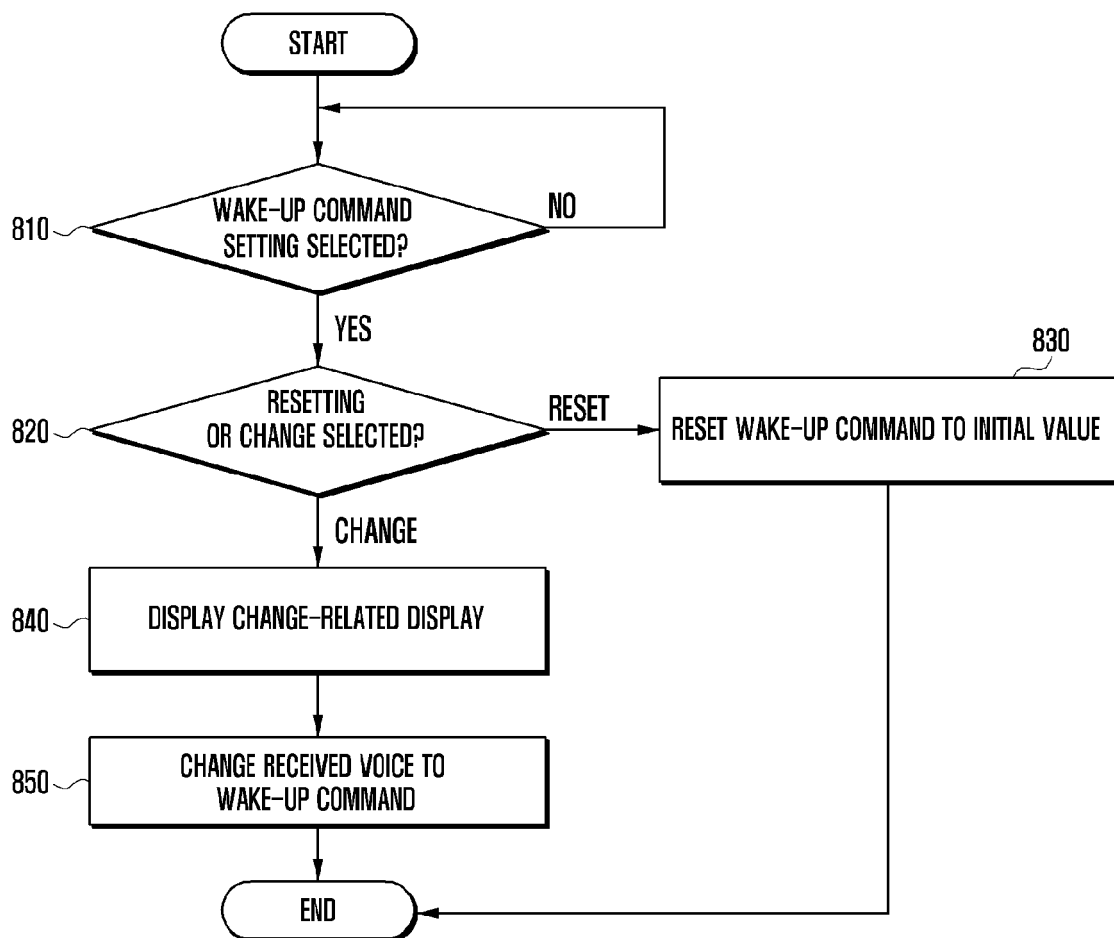 START
810
WAKE-UP COMMAND
SETTING SELECTED?
NO
YES
820
RESETTING
OR CHANGE SELECTED?
RESET
830
RESET WAKE-UP COMMAND TO INITIAL VALUE
CHANGE
840
DISPLAY CHANGE-RELATED DISPLAY
850
CHANGE RECEIVED VOICE TO
WAKE-UP COMMAND
END